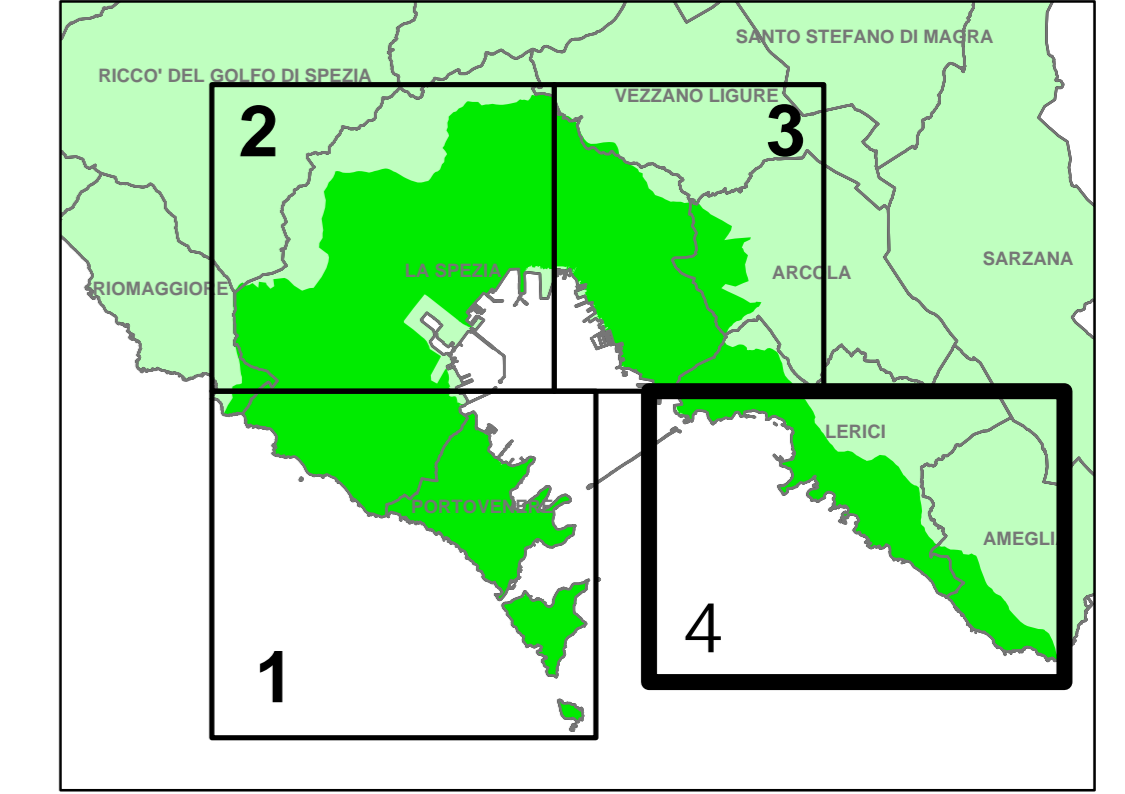 SANTO STEFANO DI MAGRA
RICCO' DEL GOLFO DI SPEZIA
VEZZANO LIGURE
2
3
SARZANA
LA SPEZIA
ARCOLA
RIOMAGGIORE
LERICI
PORTOVENERE
AMEGLI
4
1